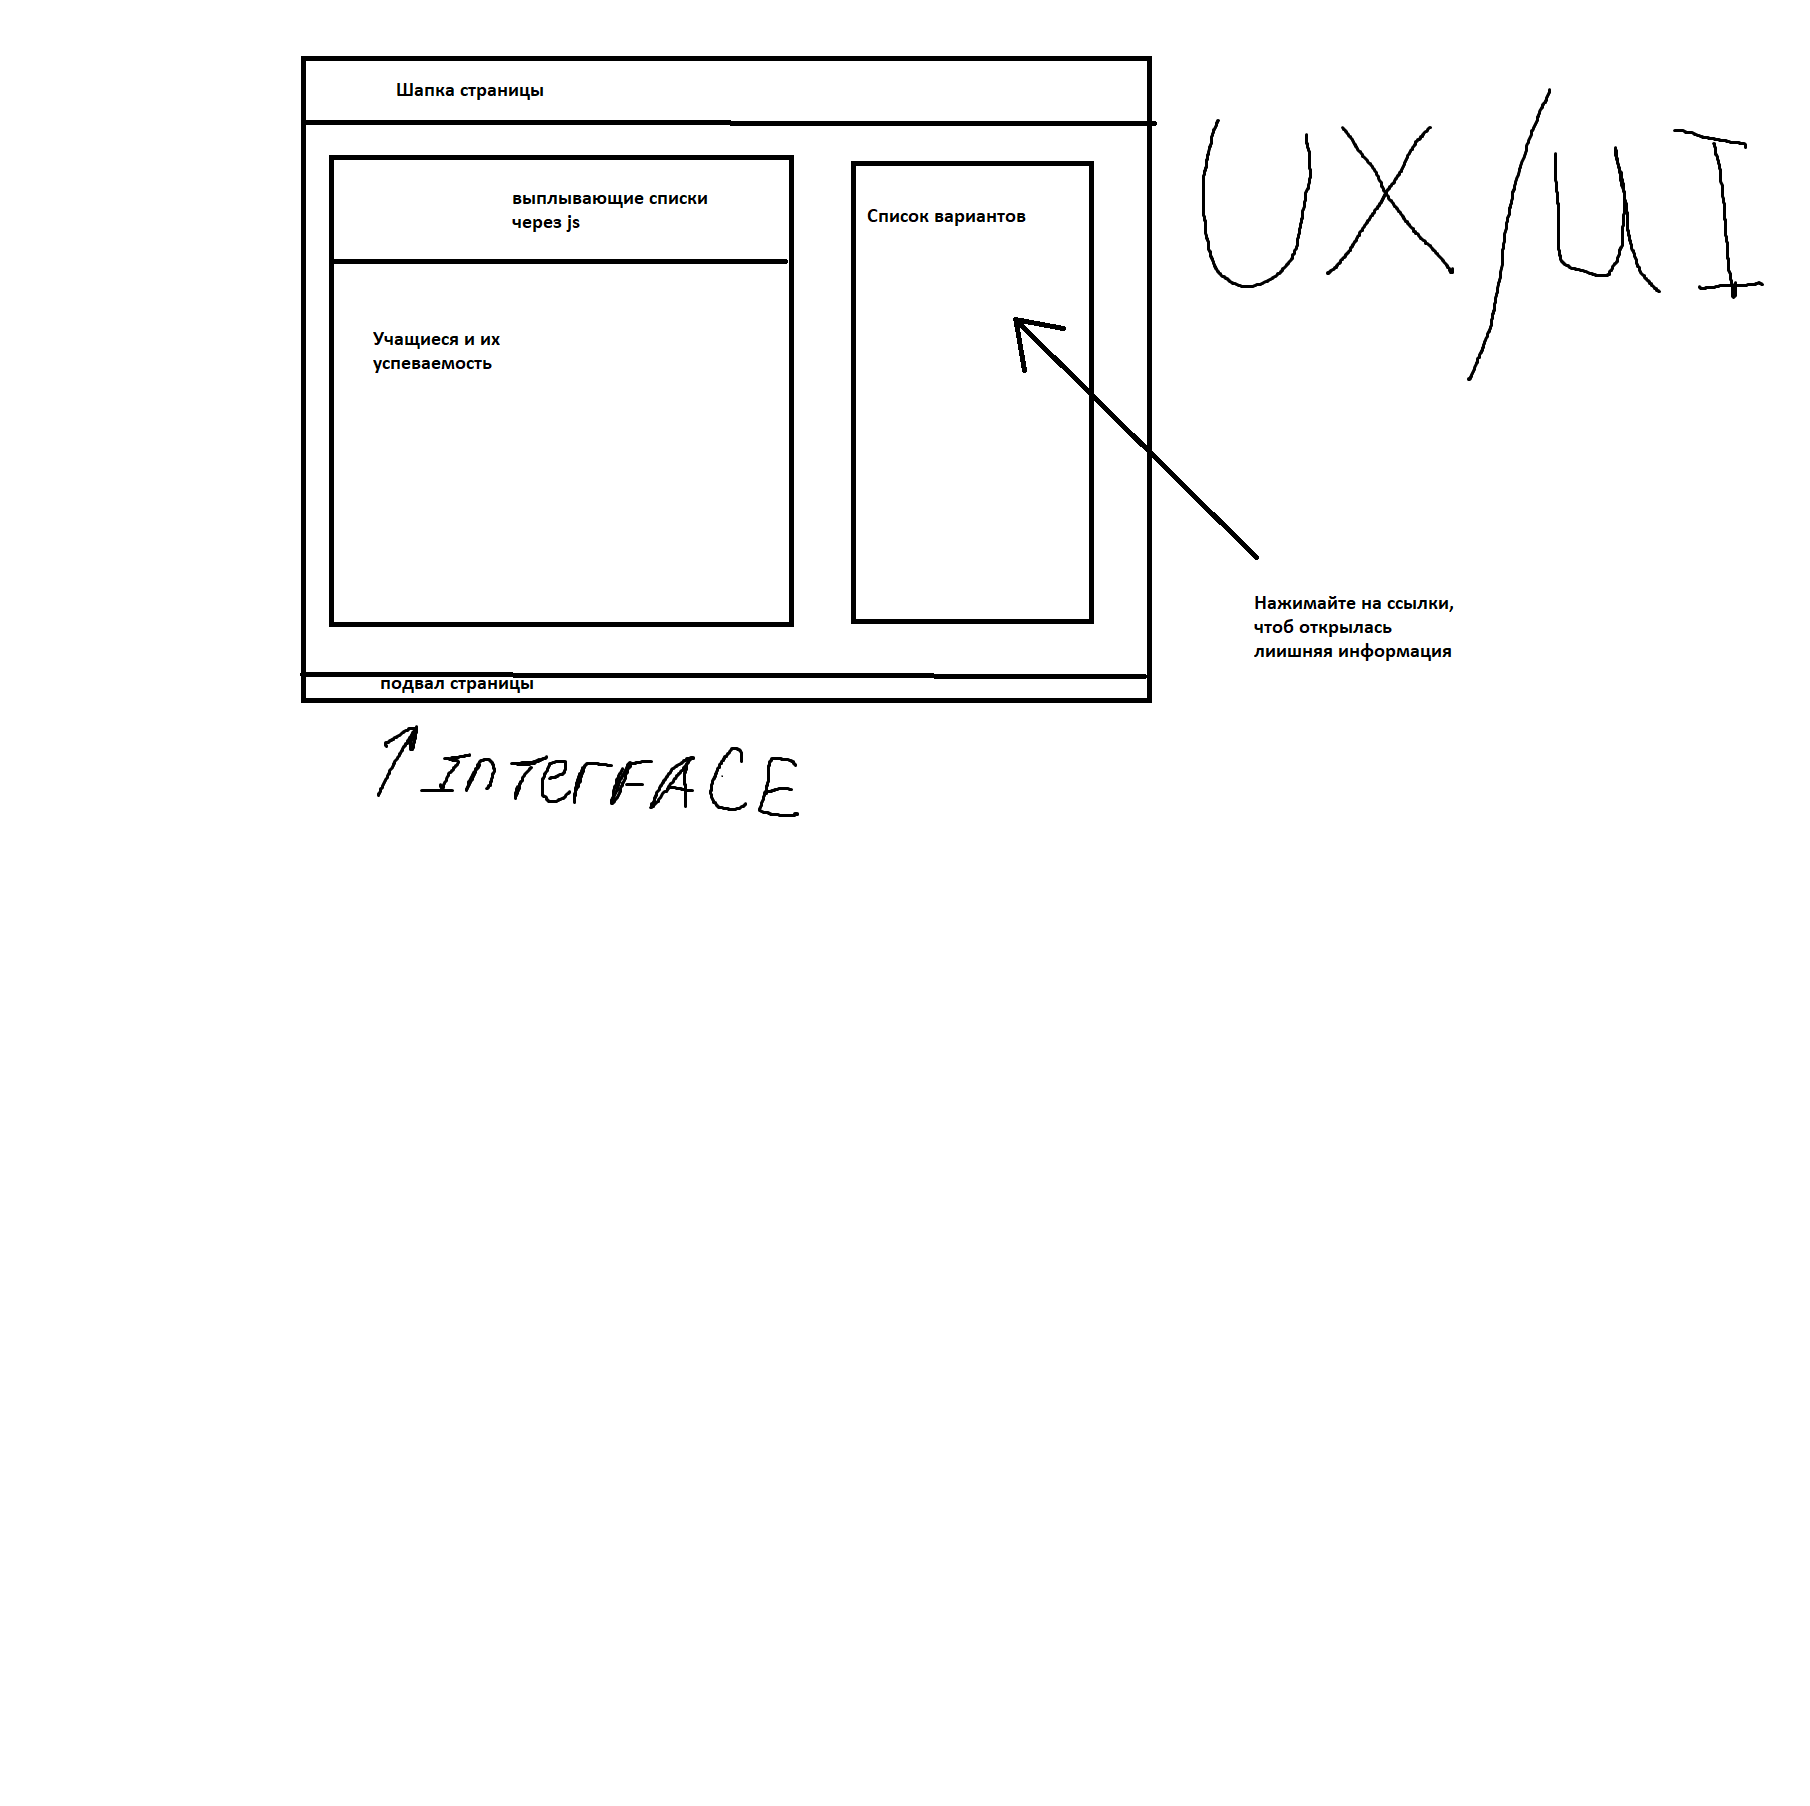 Шапка страницы
UX/UI
выплывающие списки
через js
Список вариантов
Учащиеся и их
успеваемость
Нажимайте на ссылки,
чтоб открылась
лиишняя информация
подвал страницы
InTerFACE